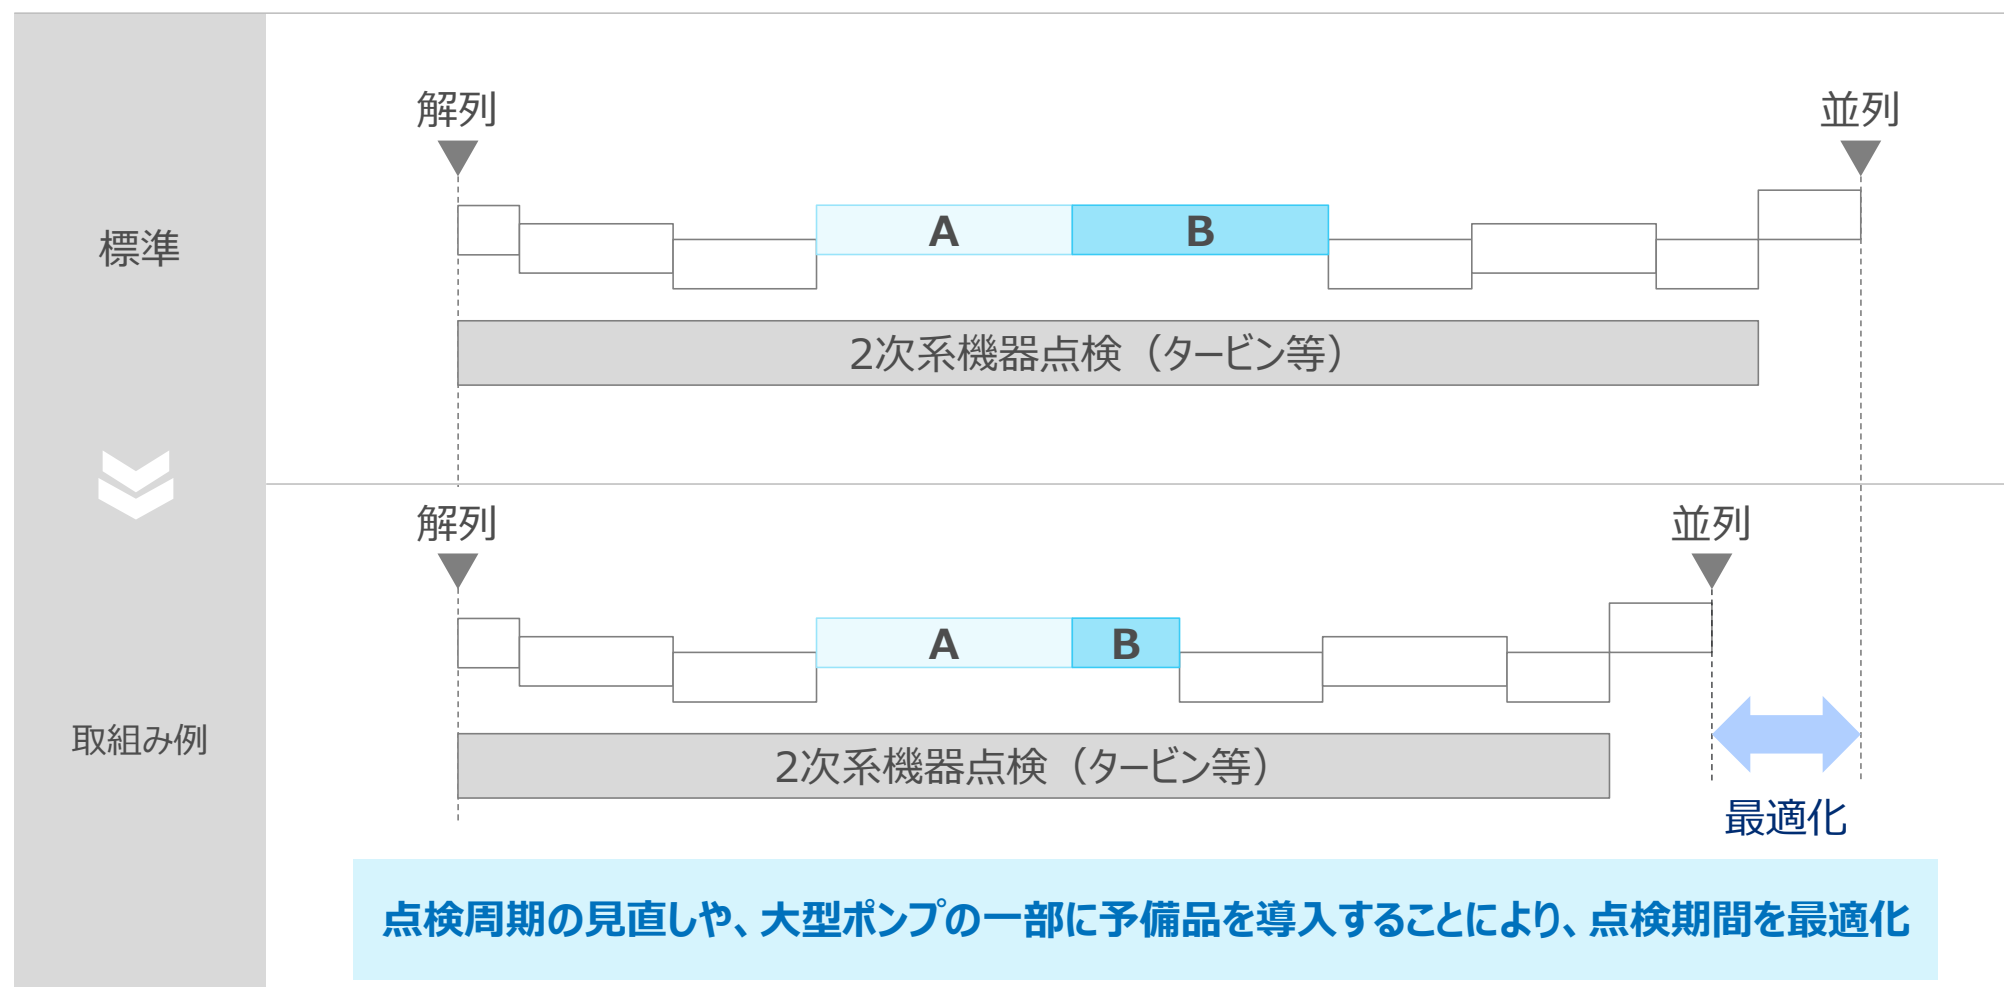 解列
並列
標準
A
B
2次系機器点検（タービン等）
解列
並列
取組み例
A
B
2次系機器点検（タービン等）
最適化
点検周期の見直しや、大型ポンプの一部に予備品を導入することにより、点検期間を最適化